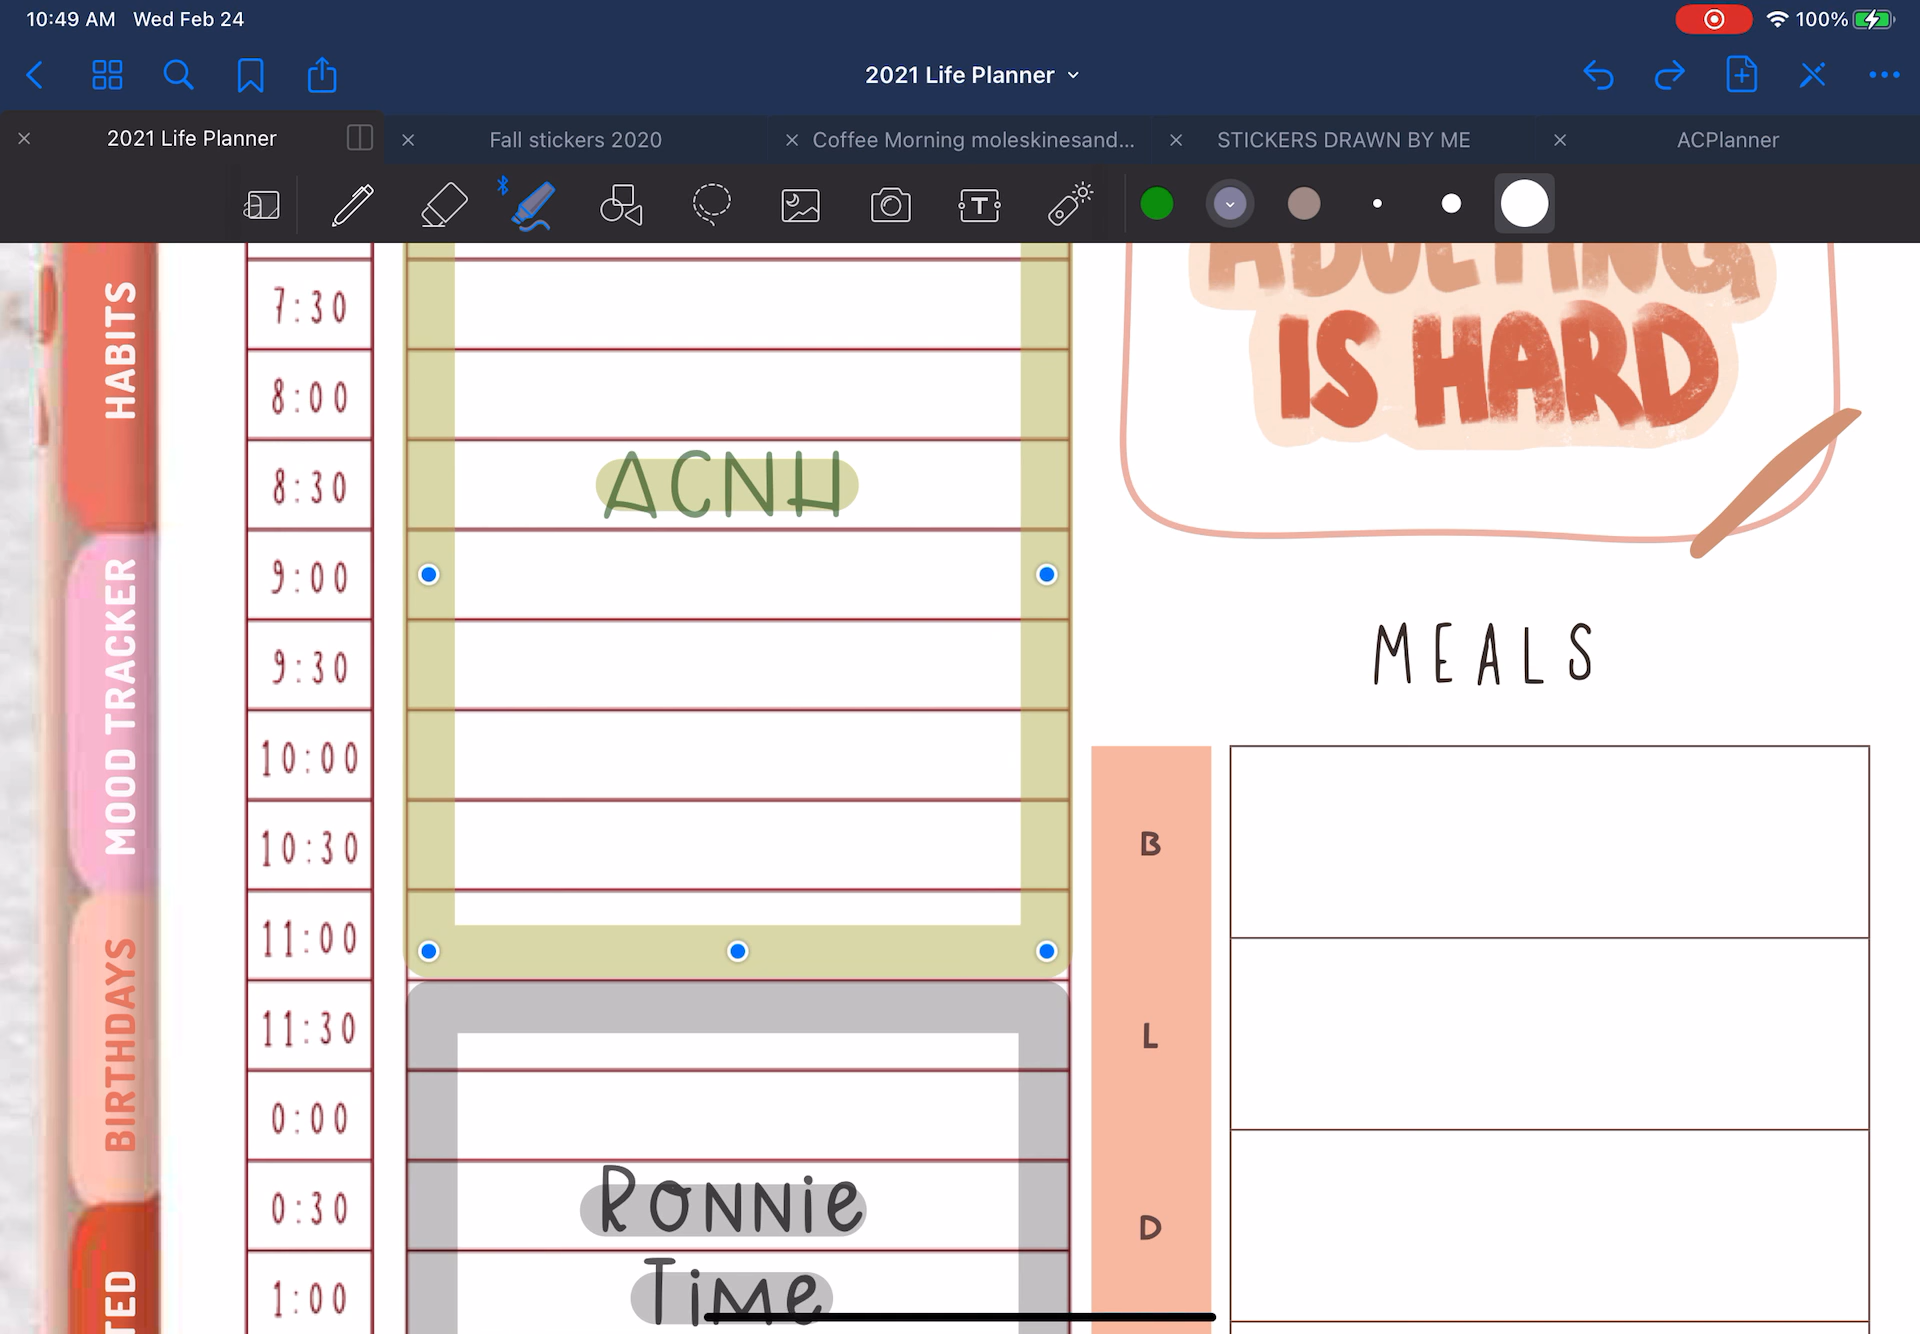 10:49 AM Wed Feb 24
100%
2021 Life Planner
2021 Life Planner
Fall stickers 2020
Coffee Morning moleskinesand...
STICKERS DRAWN BY ME
ACPlanner
HABITS
MOOD TRACKER
BIRTHDAYS
TED
7:30
8:00
8:30
9:00
9:30
10:00
10:30
11:00
11:30
0:00
0:30
1:00
ACNH
Ronnie
Time
ADULTING
IS HARD
MEALS
B
L
D